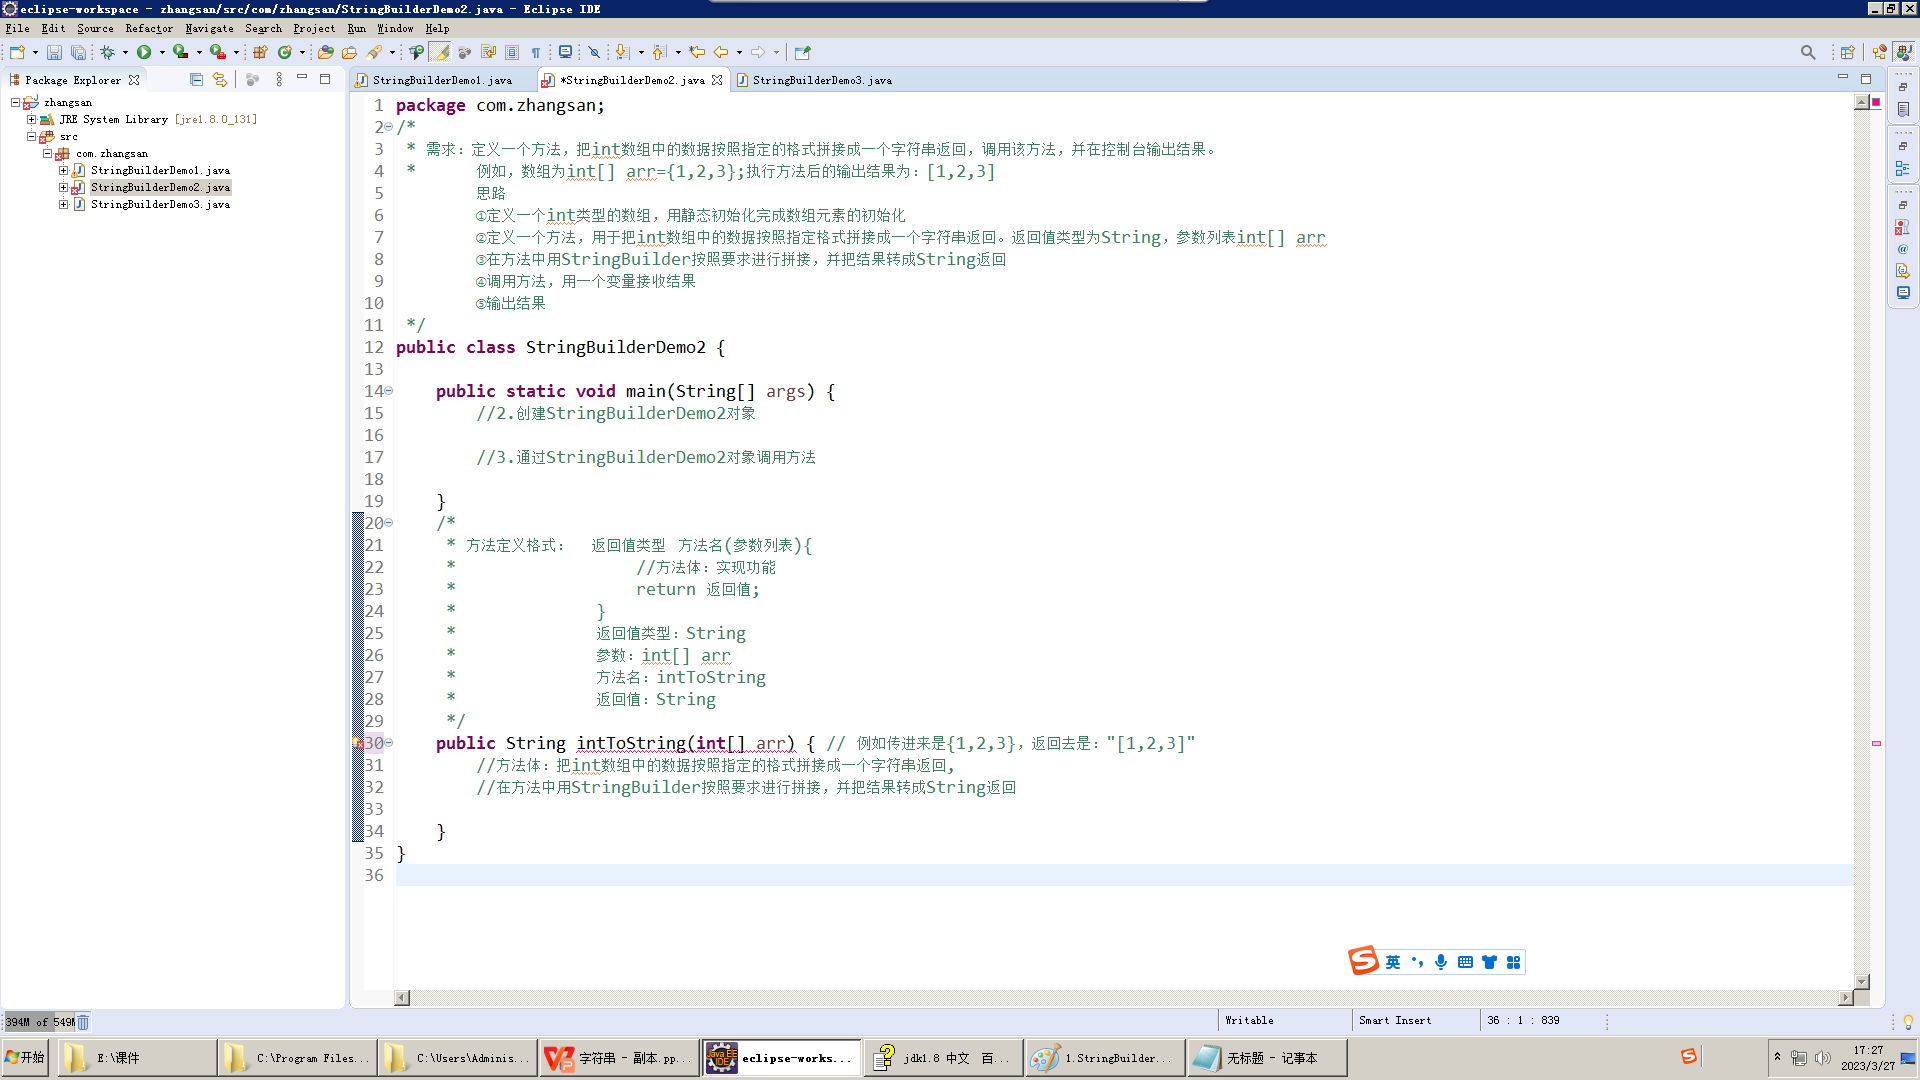 eclipse-workspace - zhangsan/src/com/zhangsan/StringBuilderDemo2.java - Eclipse IDE
File Edit Source Refactor Navigate Search Project Run Window Help
Package Explorer
StringBuilderDemo1.java
*StringBuilderDemo2.java
StringBuilderDemo3.java
zhangsan
JRE System Library [jre1.8.0_131]
src
com.zhangsan
StringBuilderDemo1.java
StringBuilderDemo2.java
StringBuilderDemo3.java
1 package com.zhangsan;
2 /*
3 * 需求：定义一个方法，把int数组中的数据按照指定的格式拼接成一个字符串返回，调用该方法，并在控制台输出结果。
4 * 例如，数组为int[] arr={1,2,3};执行方法后的输出结果为：[1,2,3]
5 思路
6 ①定义一个int类型的数组，用静态初始化完成数组元素的初始化
7 ②定义一个方法，用于把int数组中的数据按照指定格式拼接成一个字符串返回。返回值类型为String，参数列表int[] arr
8 ③在方法中用StringBuilder按照要求进行拼接，并把结果转成String返回
9 ④调用方法，用一个变量接收结果
10 ⑤输出结果
11 */
12 public class StringBuilderDemo2 {
13
14 public static void main(String[] args) {
15 //2.创建StringBuilderDemo2对象
16
17 //3.通过StringBuilderDemo2对象调用方法
18
19 }
20 /*
21 * 方法定义格式： 返回值类型 方法名(参数列表){
22 * //方法体：实现功能
23 * return 返回值;
24 * }
25 * 返回值类型：String
26 * 参数：int[] arr
27 * 方法名：intToString
28 * 返回值：String
29 */
30 public String intToString(int[] arr) { // 例如传进来是{1,2,3}，返回去是："[1,2,3]"
31 //方法体：把int数组中的数据按照指定的格式拼接成一个字符串返回，
32 //在方法中用StringBuilder按照要求进行拼接，并把结果转成String返回
33
34 }
35 }
36
英
394M of 549M
Writable
Smart Insert
36 : 1 : 839
开始
E:\课件
C:\Program Files...
C:\Users\Adminis...
字符串 - 副本.pp...
eclipse-works...
jdk1.8 中文 百...
1.StringBuilder...
无标题 - 记事本
17:27
2023/3/27